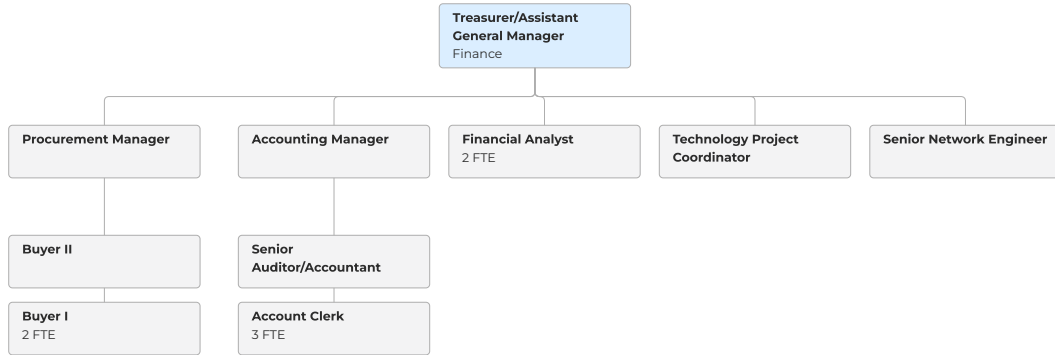 Treasurer/Assistant
General Manager
Finance
Procurement Manager
Accounting Manager
Financial Analyst
2 FTE
Technology Project
Coordinator
Senior Network Engineer
Buyer II
Senior
Auditor/Accountant
Buyer I
2 FTE
Account Clerk
3 FTE